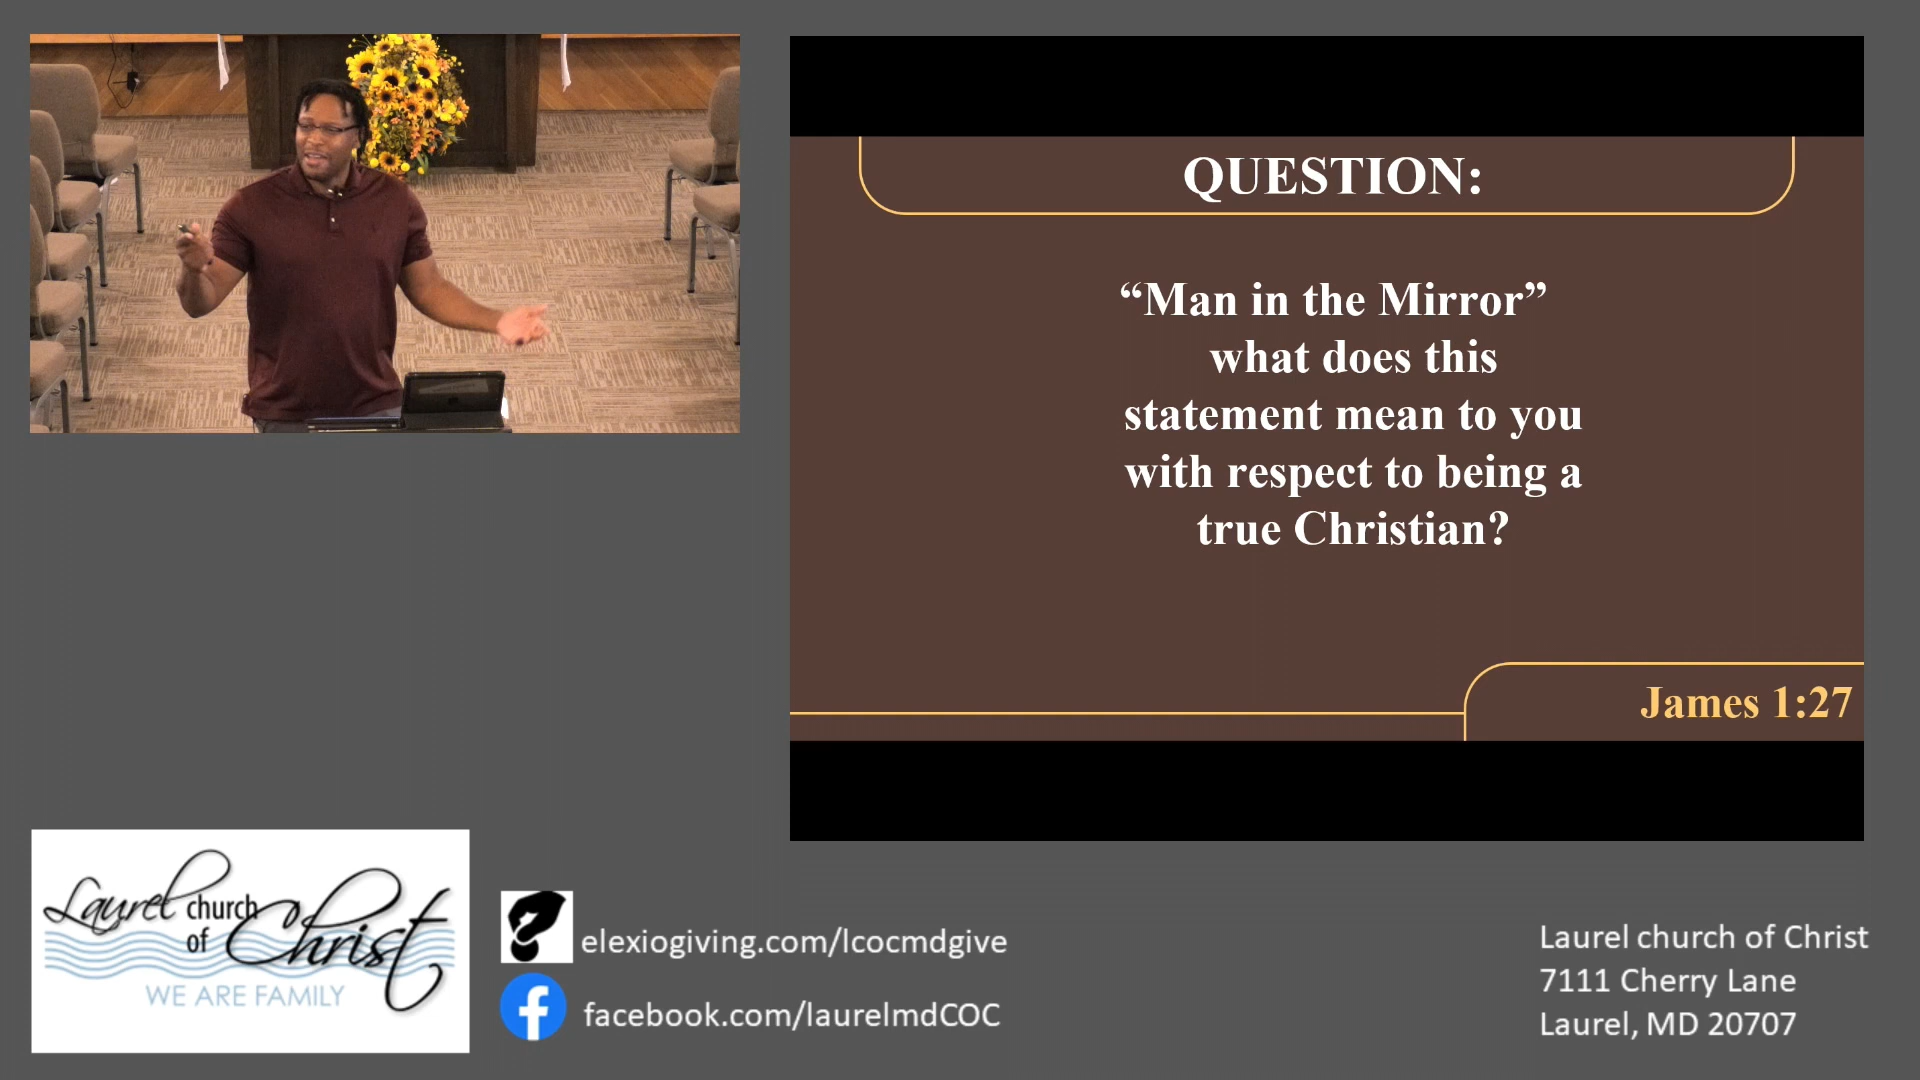 QUESTION:
“Man in the Mirror”
what does this
statement mean to you
with respect to being a
true Christian?
James 1:27
Laurel church
of Christ
WE ARE FAMILY
elexiogiving.com/lcocmdgive
facebook.com/laurelmdCOC
Laurel church of Christ
7111 Cherry Lane
Laurel, MD 20707